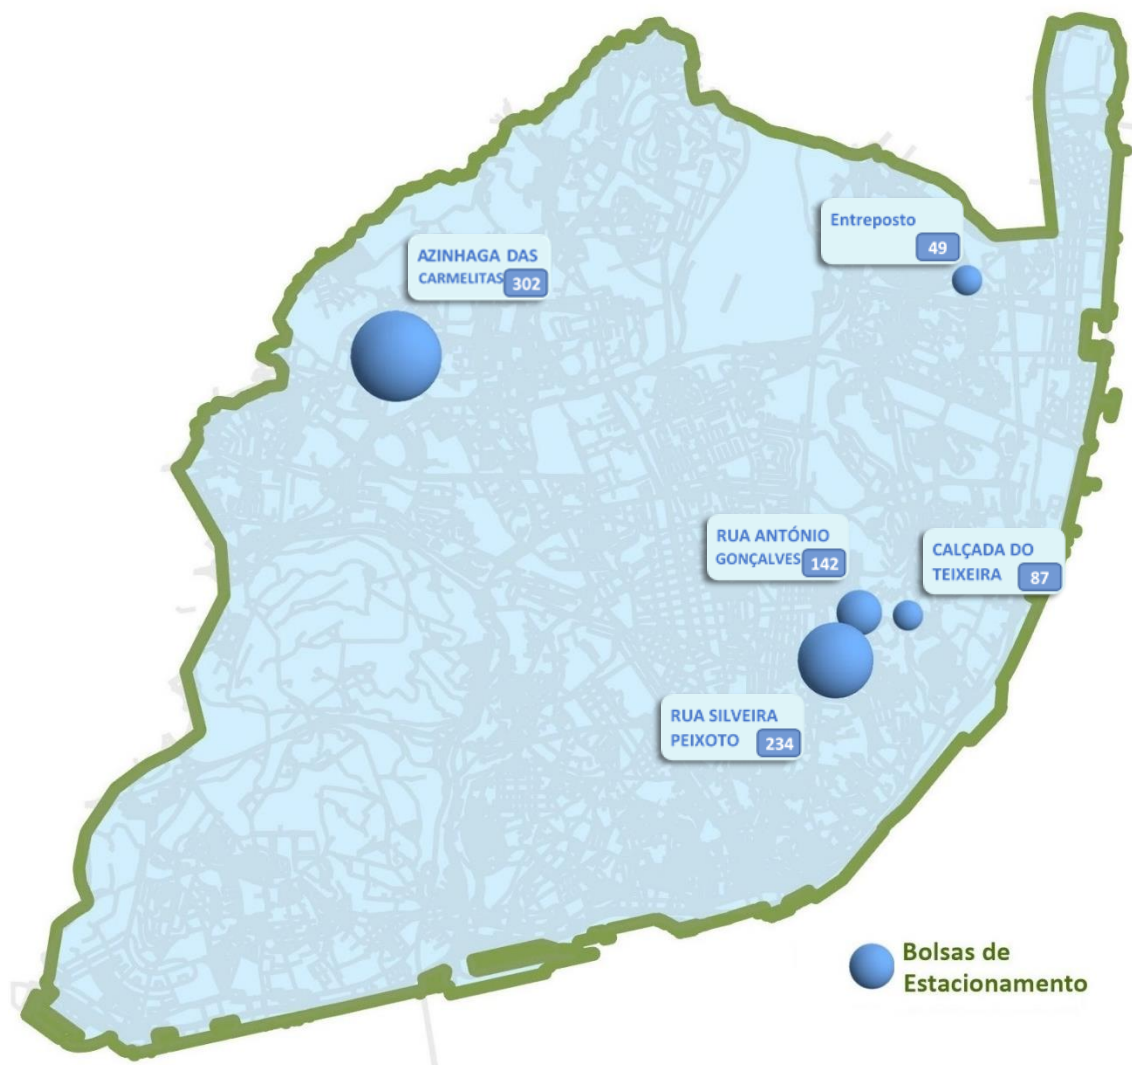 Entreposto
49
AZINHAGA DAS
CARMELITAS 302
RUA ANTÓNIO
GONÇALVES 142
CALÇADA DO
TEIXEIRA 87
RUA SILVEIRA
PEIXOTO 234
Bolsas de
Estacionamento